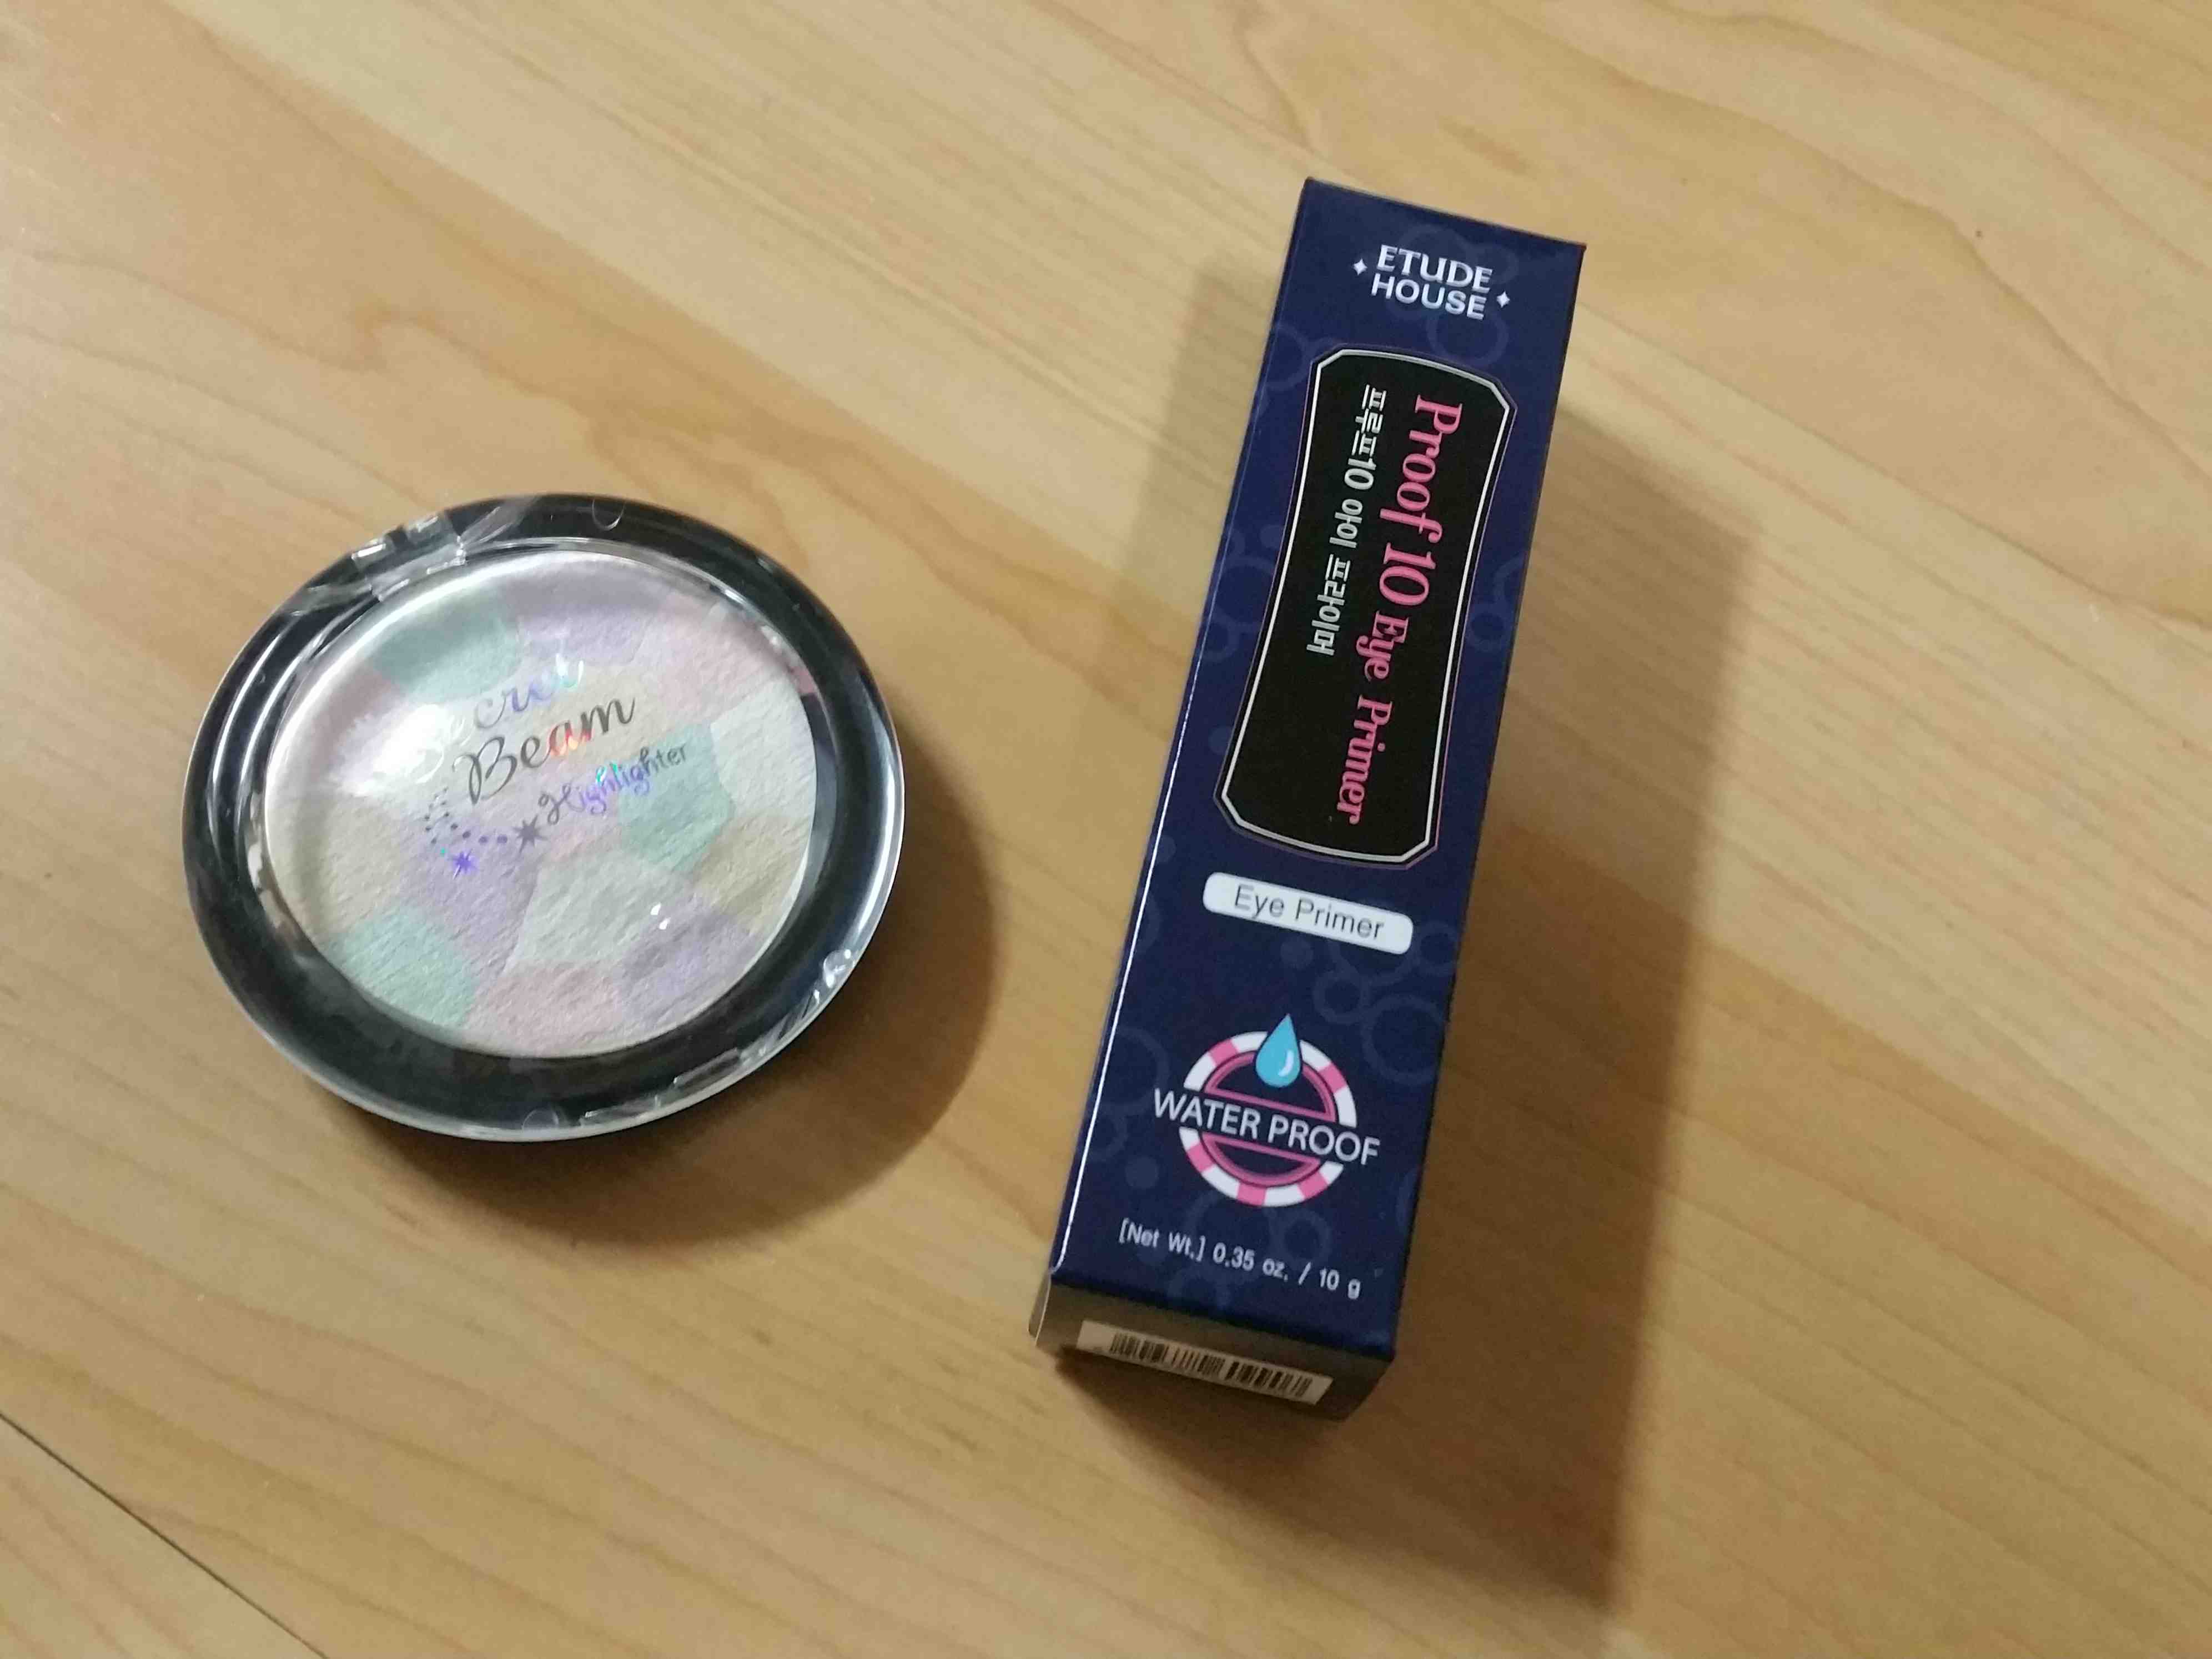 Secret
Beam
Highlighter
ETUDE
HOUSE
Proof 10 Eye Primer
프루프10 아이 프라이머
Eye Primer
WATER PROOF
[Net Wt.] 0.35 oz. / 10 g